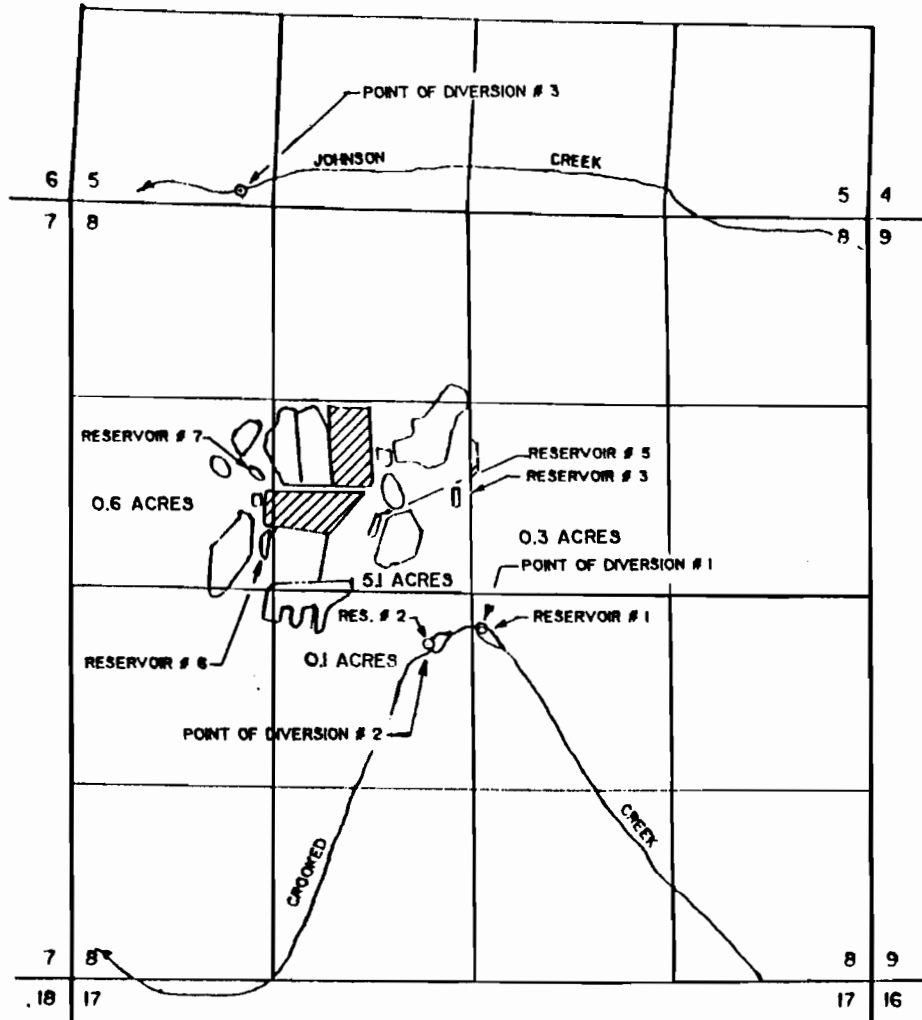 POINT OF DIVERSION # 3
JOHNSON CREEK
6 5 5 4
7 8 8 9
RESERVOIR # 7
RESERVOIR # 5
RESERVOIR # 3
0.6 ACRES
0.3 ACRES
POINT OF DIVERSION # 1
5.1 ACRES
RES. # 2
RESERVOIR # 1
0.1 ACRES
RESERVOIR # 6
POINT OF DIVERSION # 2
CROOKED CREEK
7 8 8 9
18 17 17 16